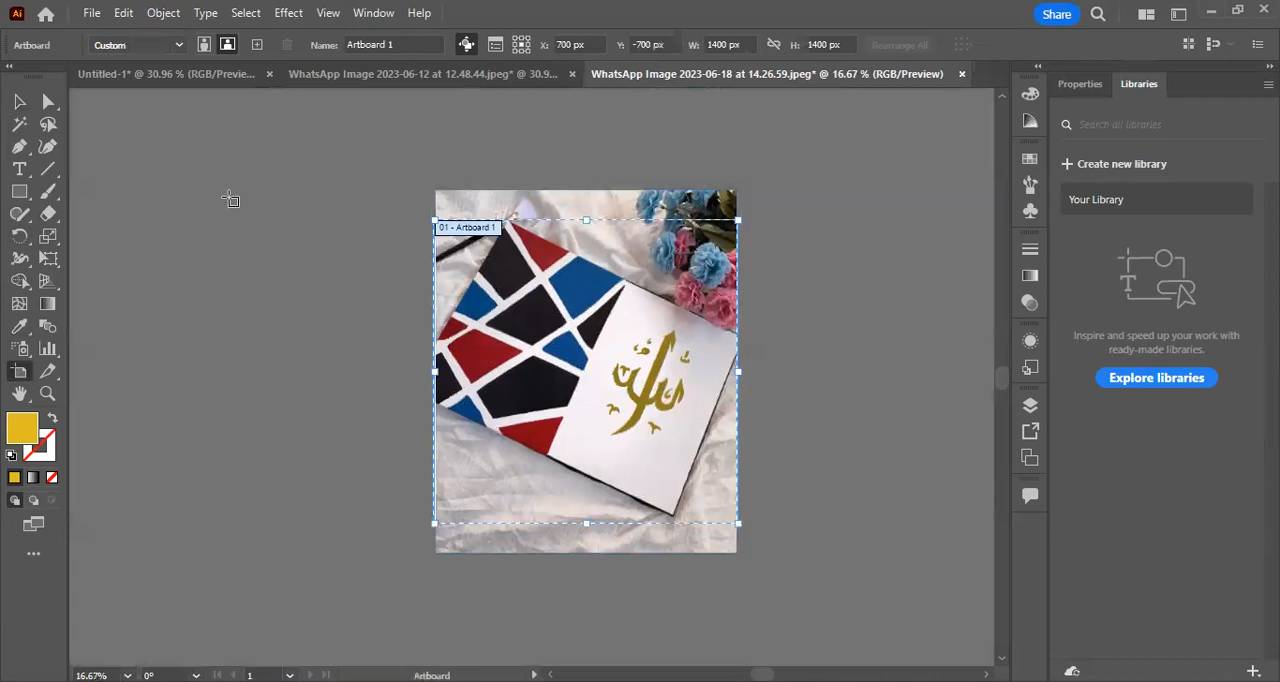 Ai File Edit Object Type Select Effect View Window Help Share
Artboard Custom Name: Artboard 1 X: 700 px Y: -700 px W: 1400 px H: 1400 px Rearrange All
Untitled-1* @ 30.96 % (RGB/Previe... WhatsApp Image 2023-06-12 at 12.48.44.jpeg* @ 30.9... WhatsApp Image 2023-06-18 at 14.26.59.jpeg* @ 16.67 % (RGB/Preview)
Properties Libraries
Search all libraries
Create new library
Your Library
01 - Artboard 1
Inspire and speed up your work with
ready-made libraries.
Explore libraries
16.67% 0° 1 Artboard